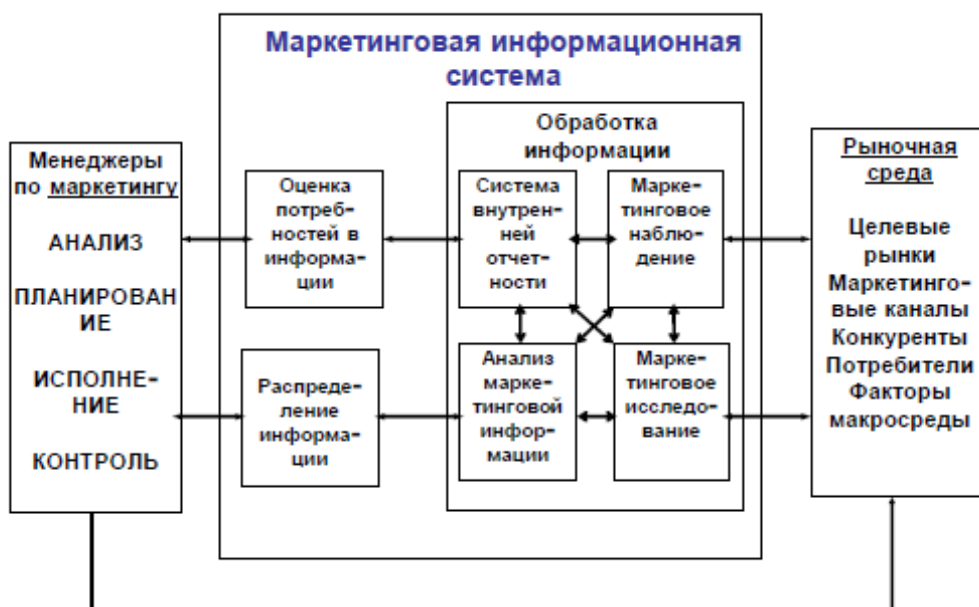 Маркетинговая информационная
система
Менеджеры
по маркетингу
АНАЛИЗ
ПЛАНИРОВАН
ИЕ
ИСПОЛНЕ-
НИЕ
КОНТРОЛЬ
Оценка
потреб-
ностей в
информа-
ции
Распреде-
ление
информа-
ции
Обработка
информации
Система
внутрен-
ней
отчет-
ности
Марке-
тинговое
наблю-
дение
Анализ
марке-
тинговой
инфор-
мации
Марке-
тинговое
исследо-
вание
Рыночная
среда
Целевые
рынки
Маркетинго-
вые каналы
Конкуренты
Потребители
Факторы
макросреды